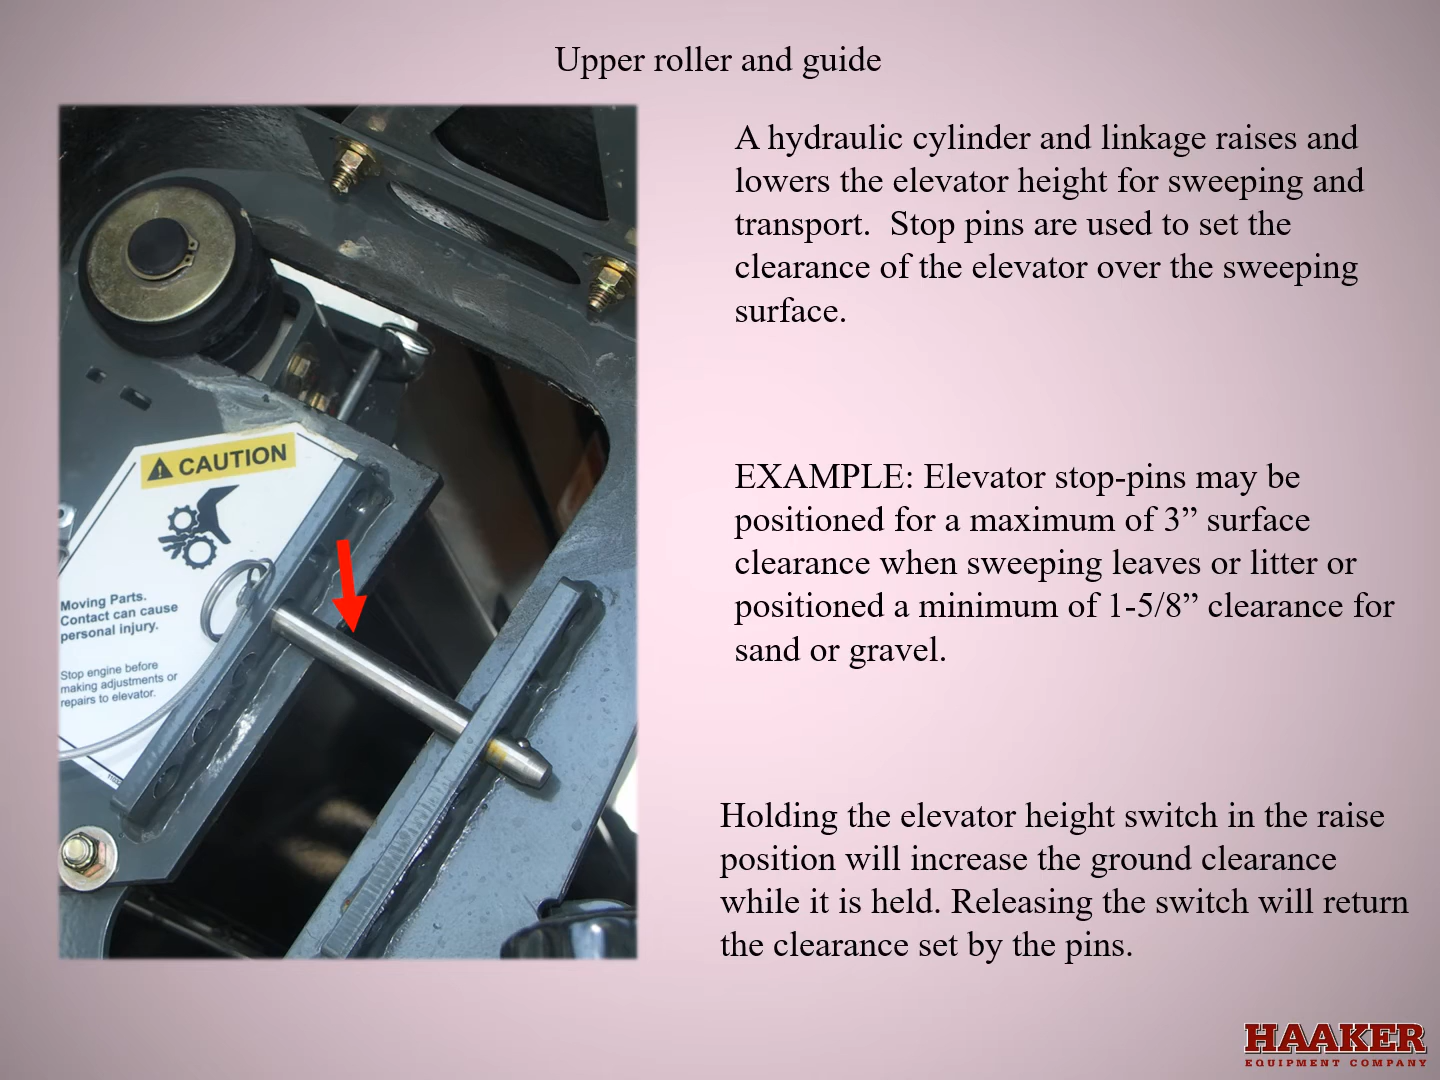 Upper roller and guide
A hydraulic cylinder and linkage raises and
lowers the elevator height for sweeping and
transport.  Stop pins are used to set the
clearance of the elevator over the sweeping
surface.
CAUTION
Moving Parts.
Contact can cause
personal injury.
Stop engine before
making adjustments or
repairs to elevator.
EXAMPLE: Elevator stop-pins may be
positioned for a maximum of 3” surface
clearance when sweeping leaves or litter or
positioned a minimum of 1-5/8” clearance for
sand or gravel.
Holding the elevator height switch in the raise
position will increase the ground clearance
while it is held. Releasing the switch will return
the clearance set by the pins.
HAAKER
EQUIPMENT COMPANY